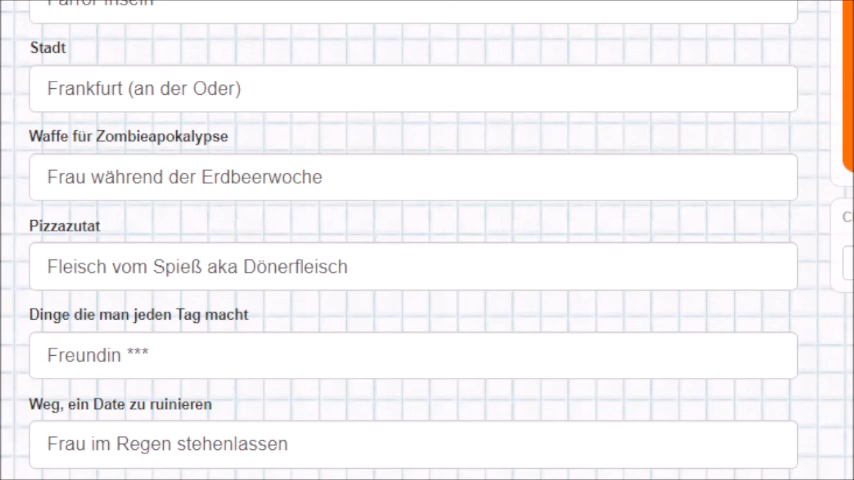 Stadt
Frankfurt (an der Oder)
Waffe für Zombieapokalypse
Frau während der Erdbeerwoche
Pizzazutat
Fleisch vom Spieß aka Dönerfleisch
Dinge die man jeden Tag macht
Freundin ***
Weg, ein Date zu ruinieren
Frau im Regen stehenlassen